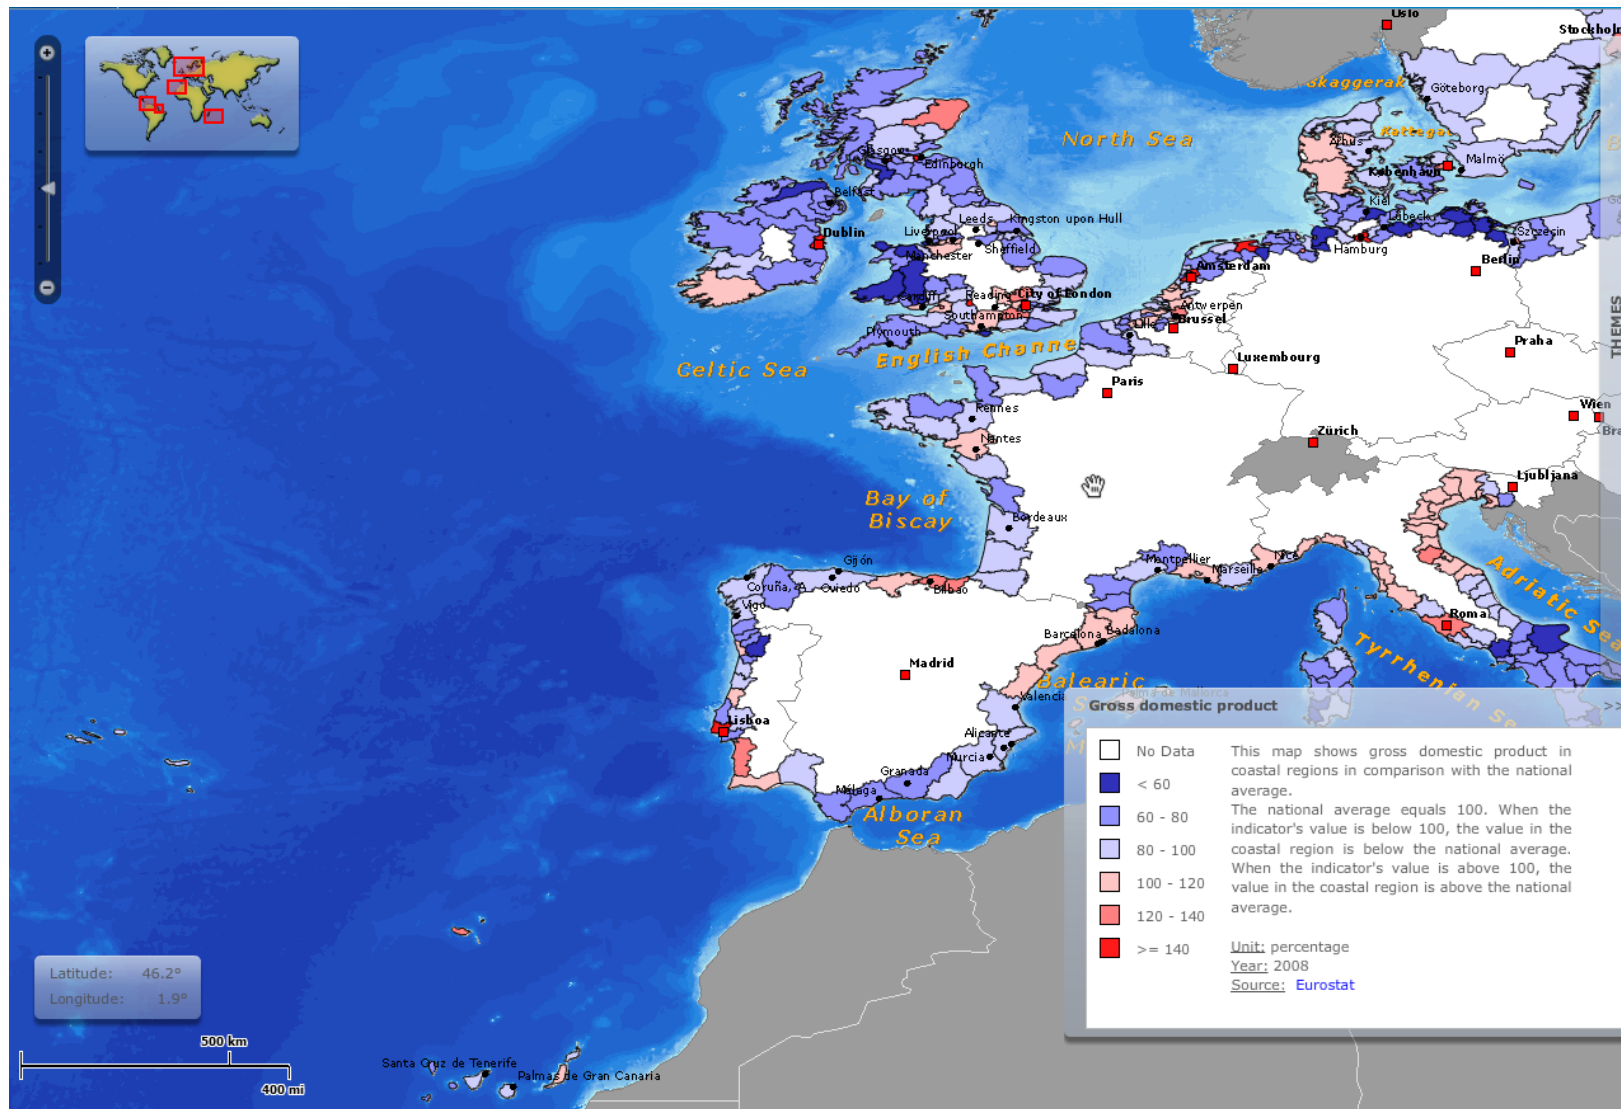 Oslo
Stockholm
Skaggerak
Göteborg
North Sea
Kattegat
Århus
Malmö
København
Glasgow
Edinburgh
Belfast
Kiel
Lübeck
Leeds
Kingston upon Hull
Dublin
Liverpool
Sheffield
Manchester
Hamburg
Szczecin
Amsterdam
Berlin
Cardiff
Reading
City of London
Antwerpen
Southampton
Brussel
Plymouth
Lille
English Channe
THEMES
Praha
Luxembourg
Celtic Sea
Paris
Rennes
Wien
Bra
Nantes
Zürich
Ljubljana
Bay of
Biscay
Bordeaux
Gijón
Montpellier
Nice
Marseille
Coruña, A
Oviedo
Bilbao
Adriatic Sea
Vigo
Roma
Barcelona
Badalona
Tyrrhenian Se
Madrid
Balearic
Palma de Mallorca
Valencia
Lisboa
Alicante
Murcia
Granada
Málaga
Alboran
Sea
Gross domestic product >>
No Data
< 60
60 - 80
80 - 100
100 - 120
120 - 140
>= 140
This map shows gross domestic product in
coastal regions in comparison with the national
average.
The national average equals 100. When the
indicator's value is below 100, the value in the
coastal region is below the national average.
When the indicator's value is above 100, the
value in the coastal region is above the national
average.
Unit: percentage
Year: 2008
Source: Eurostat
Latitude: 46.2°
Longitude: 1.9°
500 km
400 mi
Santa Cruz de Tenerife
Palmas de Gran Canaria